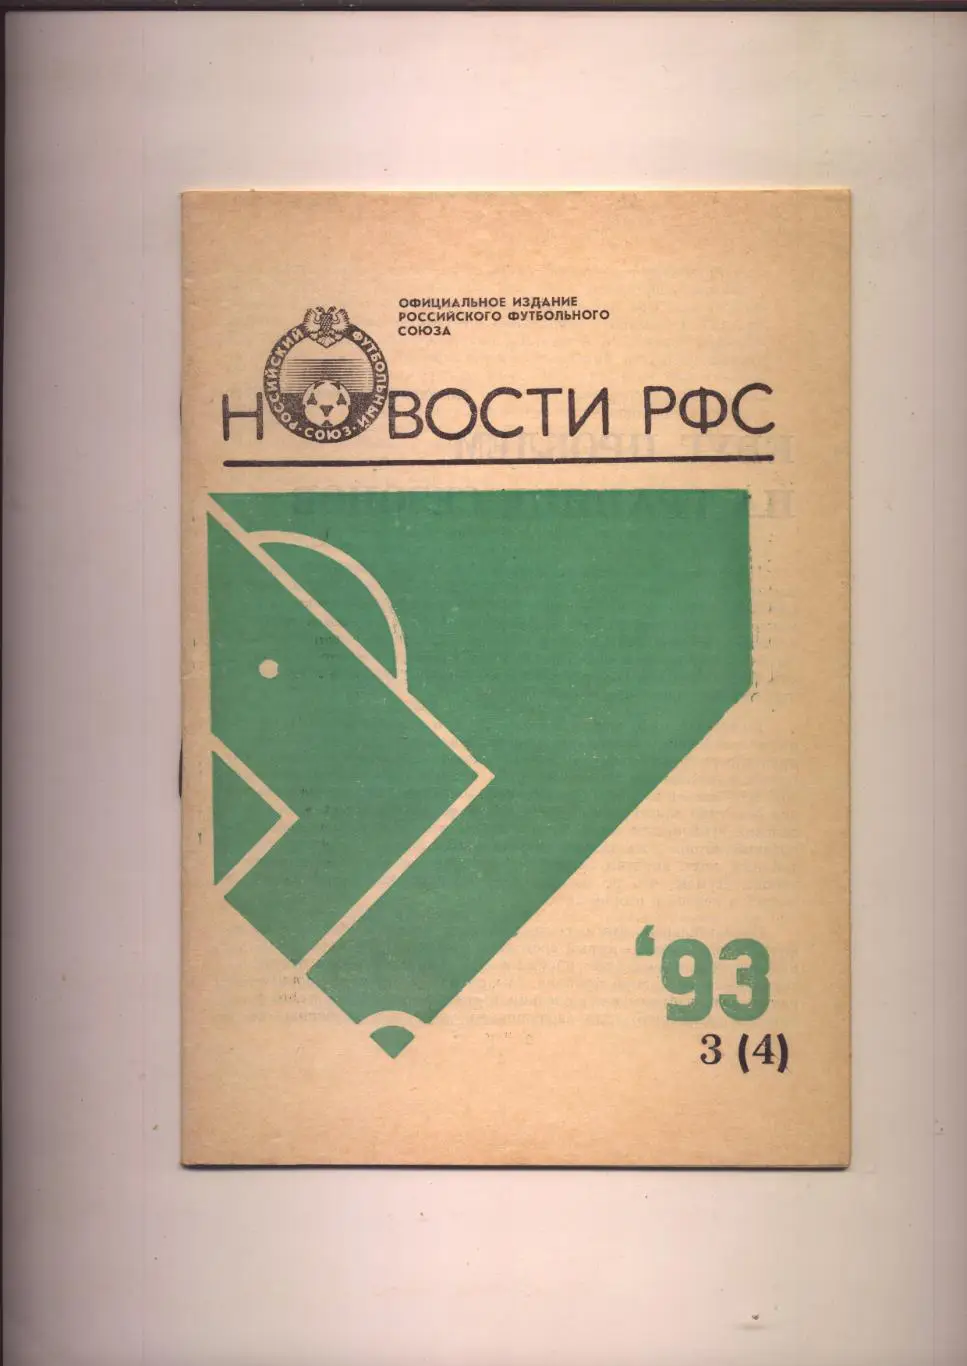 ОФИЦИАЛЬНОЕ ИЗДАНИЕ
РОССИЙСКОГО ФУТБОЛЬНОГО
СОЮЗА
РОССИЙСКИЙ ФУТБОЛЬНЫЙ
· СОЮЗ ·
НОВОСТИ РФС
‘93
3 (4)